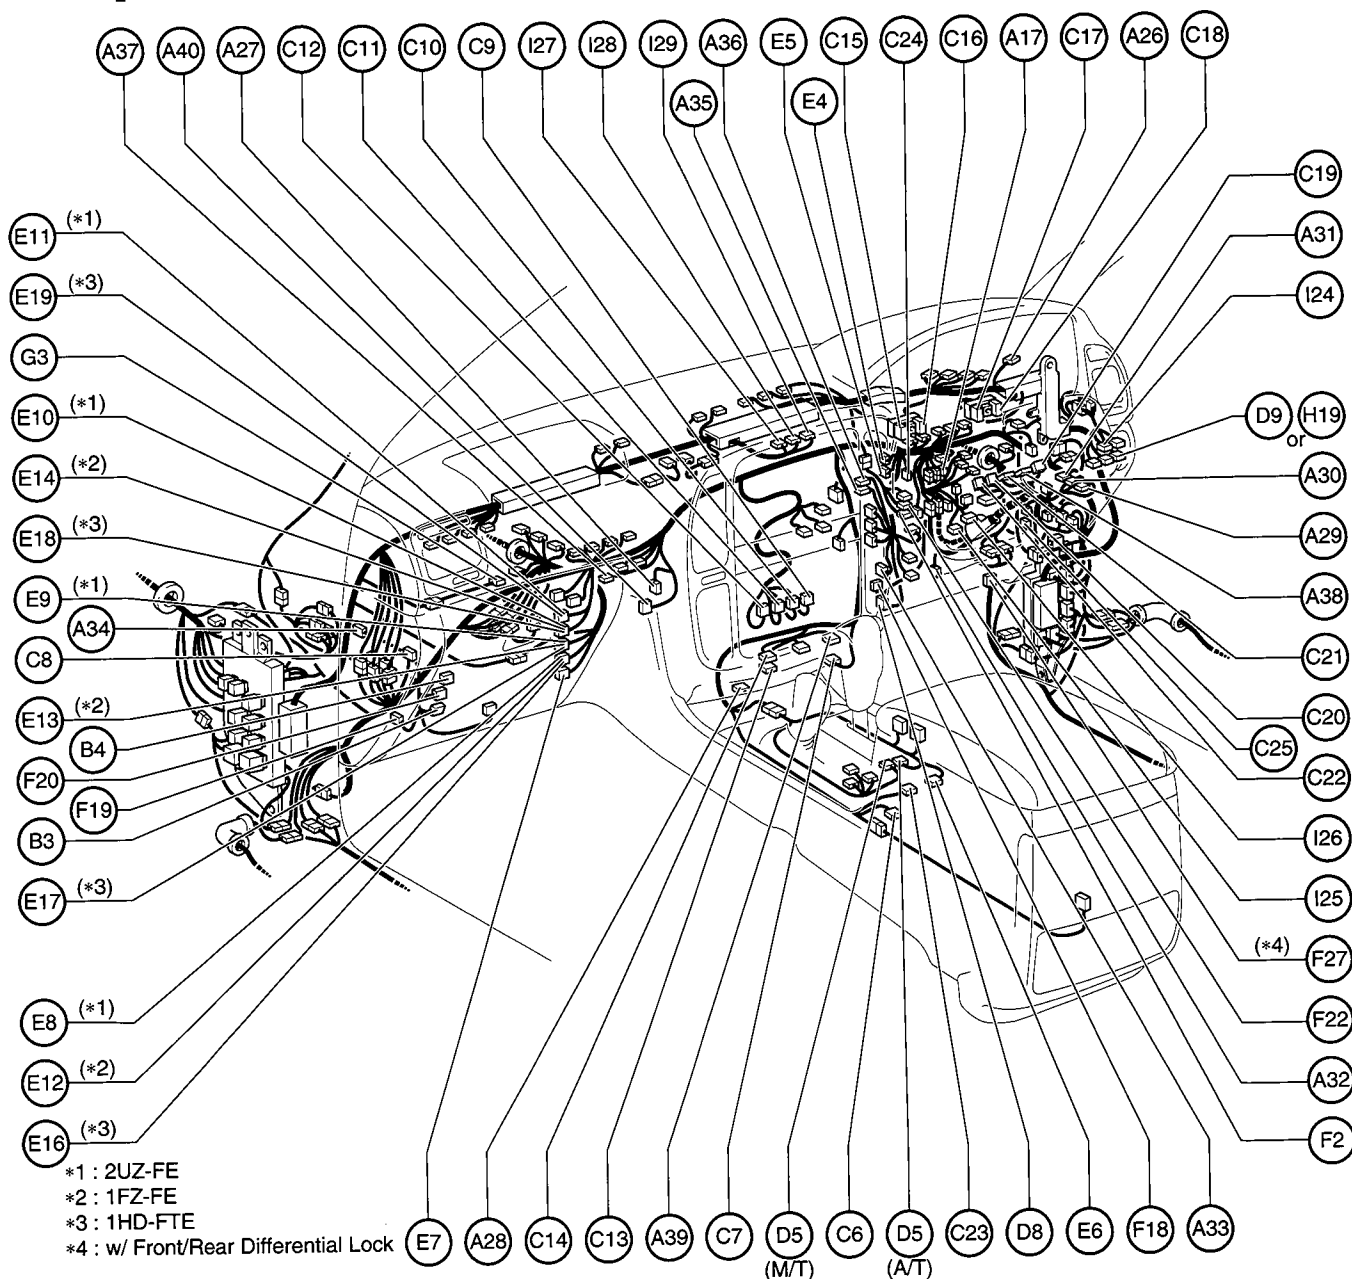 A37 A40 A27 C12 C11 C10 C9 I27 I28 I29 A36 E5 C15 C24 C16 A17 C17 A26 C18
A35 E4
C19
E11 (*1)
A31
E19 (*3)
I24
G3
E10 (*1)
D9 or H19
E14 (*2)
A30
E18 (*3)
A29
E9 (*1)
A38
A34
C8
C21
E13 (*2)
C20
B4
C25
F20
C22
F19
B3
I26
E17 (*3)
I25
(*4) F27
E8 (*1)
F22
E12 (*2)
A32
E16 (*3)
F2
*1 : 2UZ-FE
*2 : 1FZ-FE
*3 : 1HD-FTE
*4 : w/ Front/Rear Differential Lock
E7 A28 C14 C13 A39 C7 D5 C6 D5 C23 D8 E6 F18 A33
(M/T) (A/T)